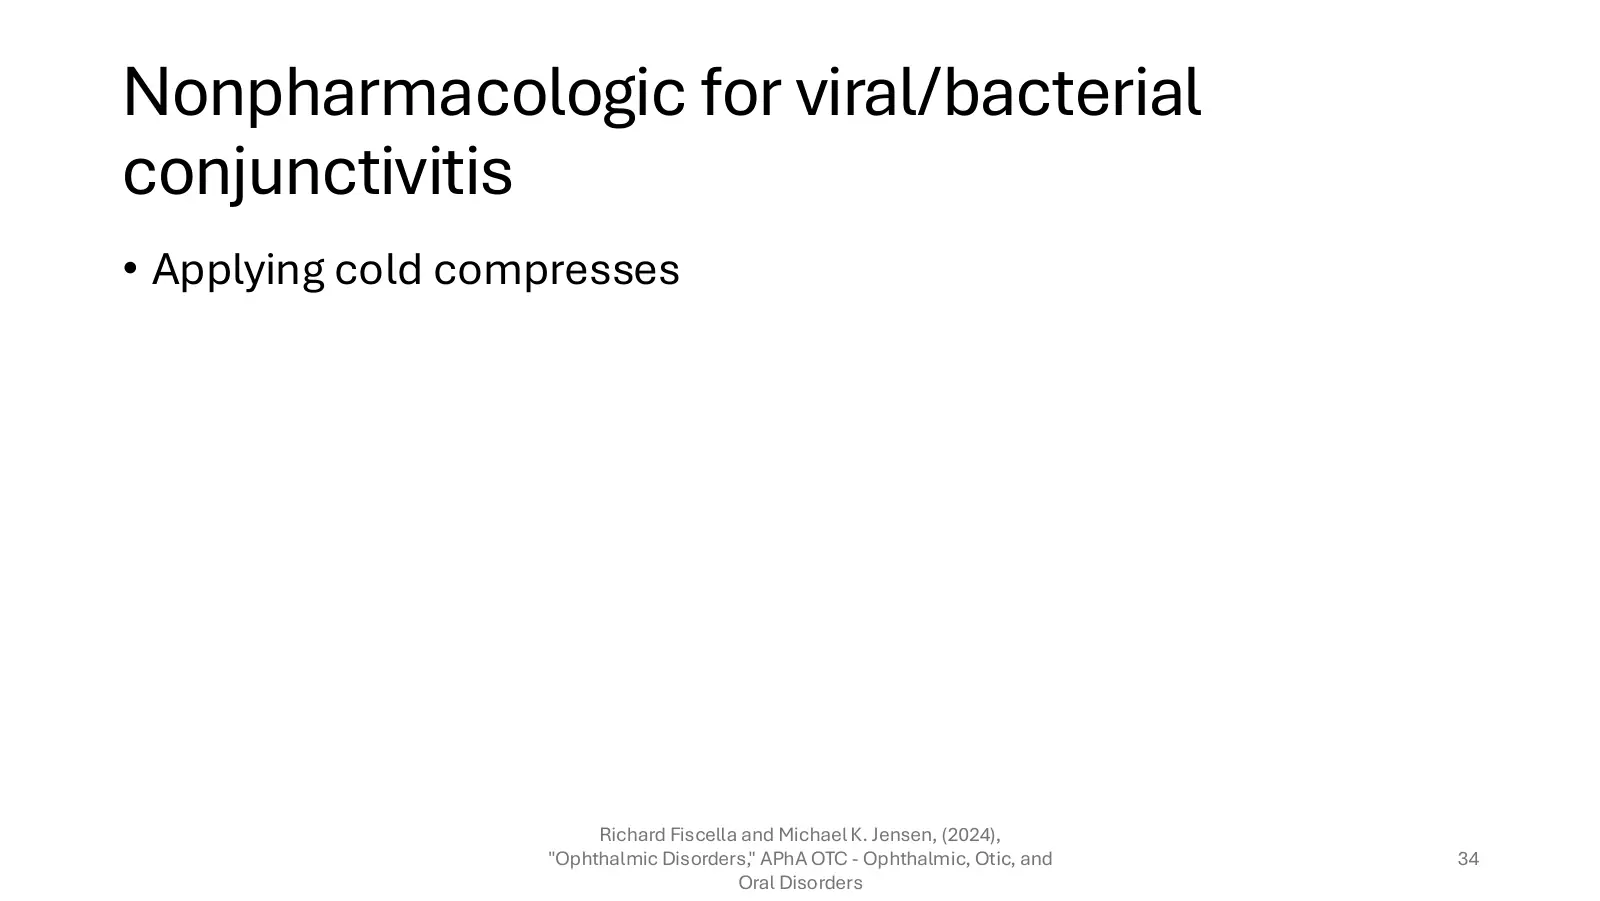 Nonpharmacologic for viral/bacterial
conjunctivitis
• Applying cold compresses
Richard Fiscella and Michael K. Jensen, (2024),
"Ophthalmic Disorders," APhA OTC - Ophthalmic, Otic, and
Oral Disorders
34